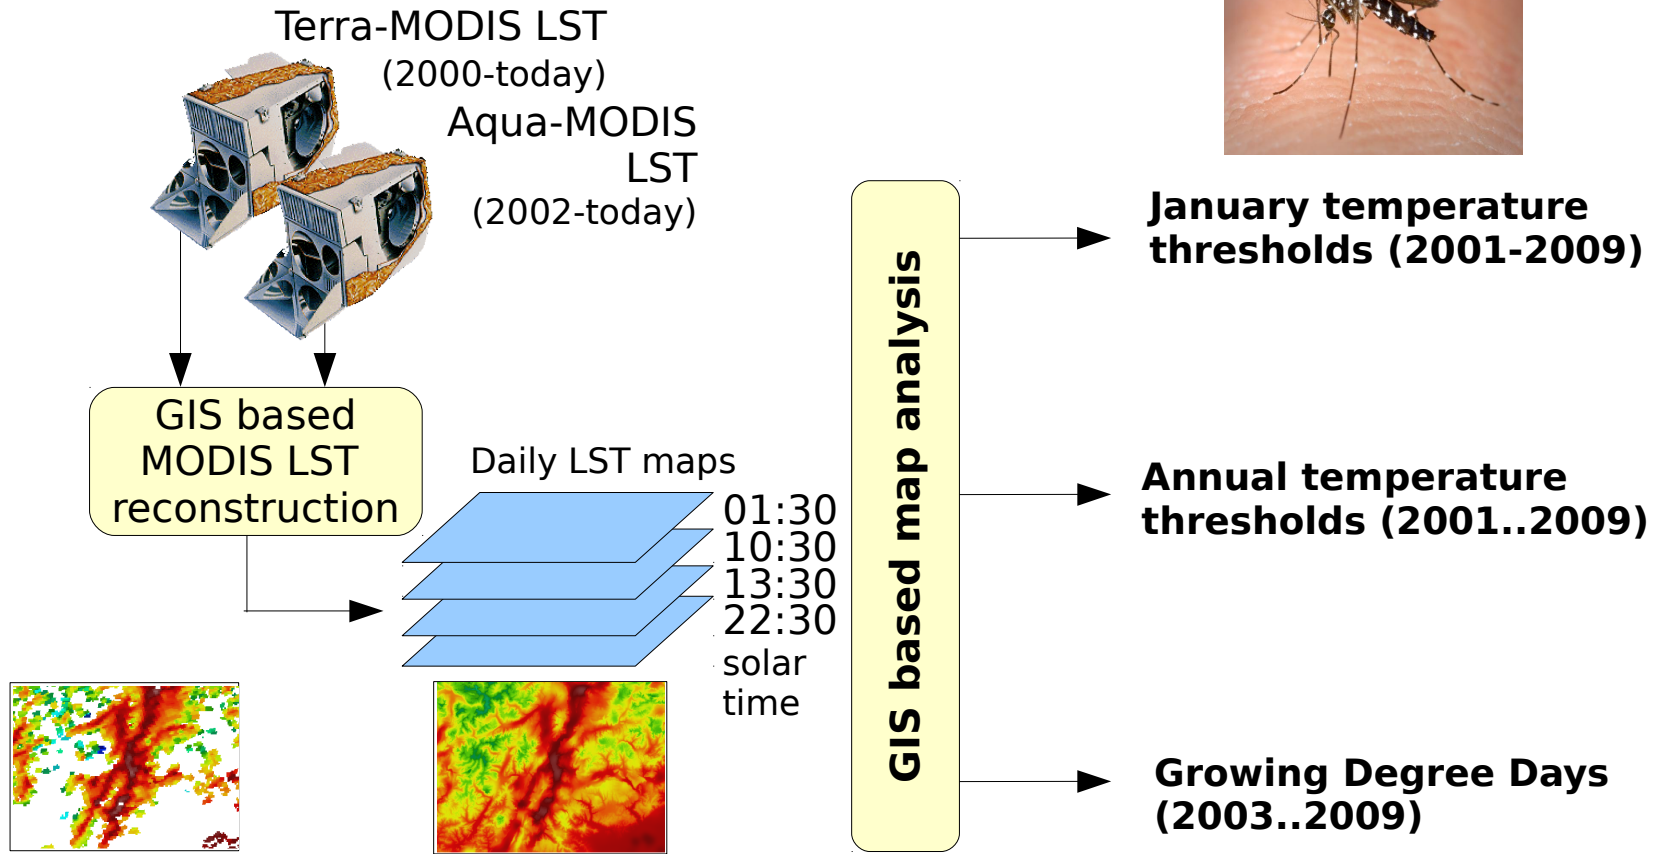 Terra-MODIS LST
(2000-today)
Aqua-MODIS
LST
(2002-today)
GIS based
MODIS LST
reconstruction
Daily LST maps
01:30
10:30
13:30
22:30
solar
time
GIS based map analysis
January temperature
thresholds (2001-2009)
Annual temperature
thresholds (2001..2009)
Growing Degree Days
(2003..2009)